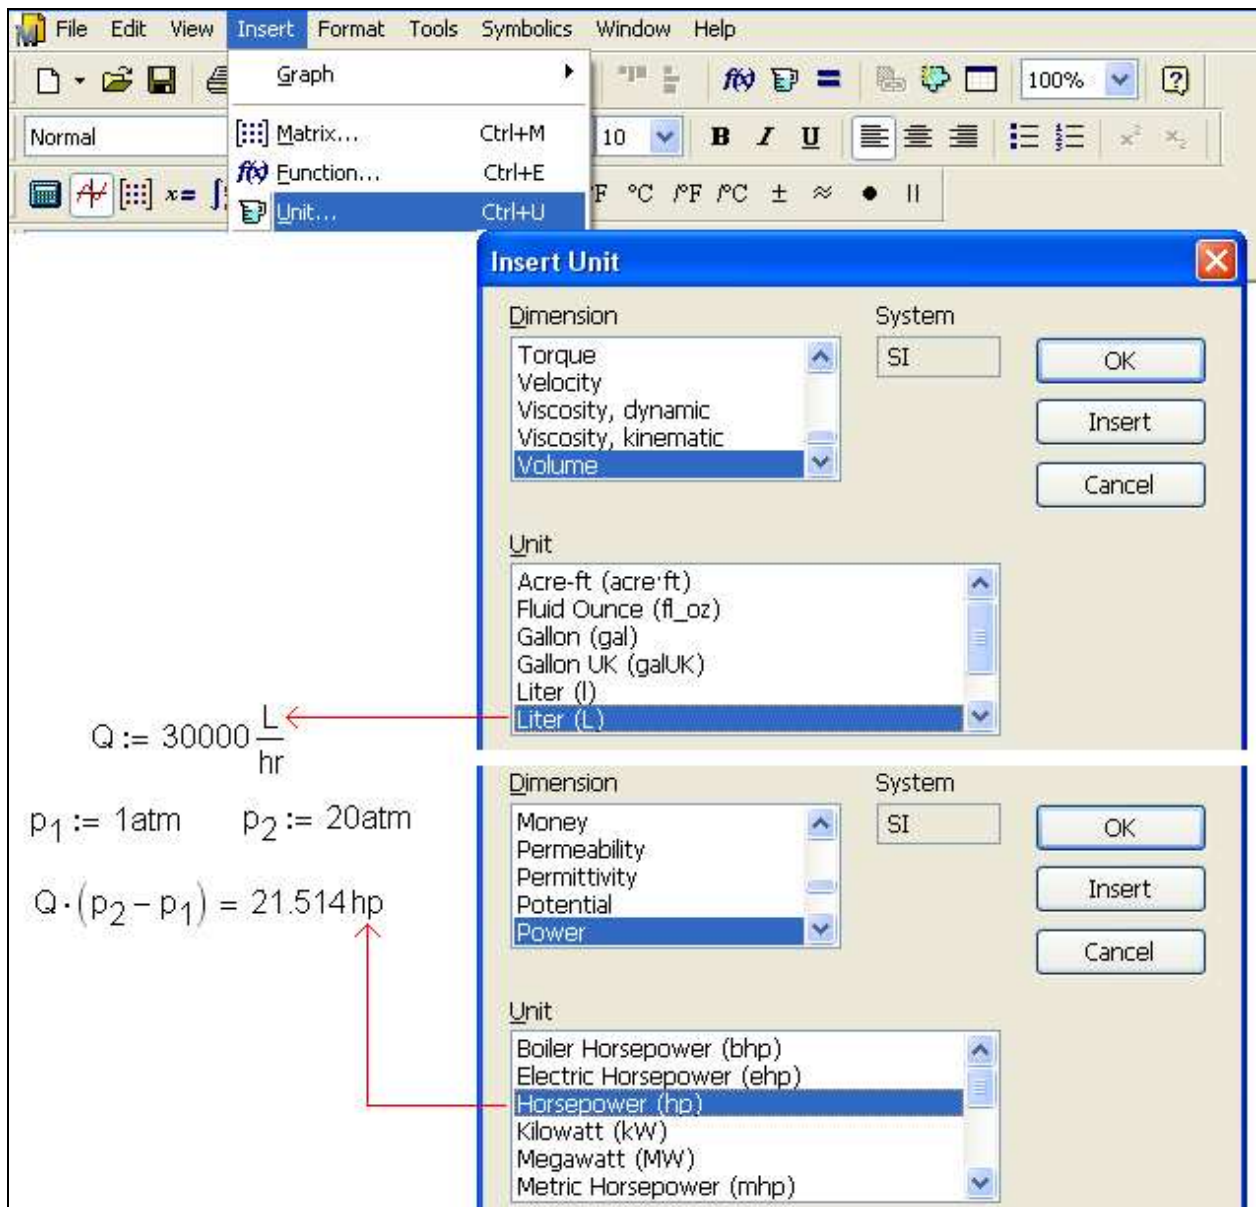 File Edit View Insert Format Tools Symbolics Window Help
Graph
f(x) = 100% ?
Normal
[:::] Matrix... Ctrl+M
10 B I U x² x₂
f(x) Function... Ctrl+E
x= ∫ °F °C /°F /°C ± ≈ ● ||
Unit... Ctrl+U
Insert Unit
Dimension System
Torque SI OK
Velocity
Viscosity, dynamic
Viscosity, kinematic Insert
Volume
Cancel
Unit
Acre-ft (acre·ft)
Fluid Ounce (fl_oz)
Gallon (gal)
Gallon UK (galUK)
Liter (l)
Liter (L)
Q := 30000 L/hr
Dimension System
p₁ := 1atm p₂ := 20atm
Money SI OK
Permeability
Permittivity Insert
Potential
Q · (p₂ − p₁) = 21.514 hp
Power
Cancel
Unit
Boiler Horsepower (bhp)
Electric Horsepower (ehp)
Horsepower (hp)
Kilowatt (kW)
Megawatt (MW)
Metric Horsepower (mhp)